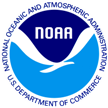 NATIONAL OCEANIC AND ATMOSPHERIC ADMINISTRATION
NOAA
U.S. DEPARTMENT OF COMMERCE